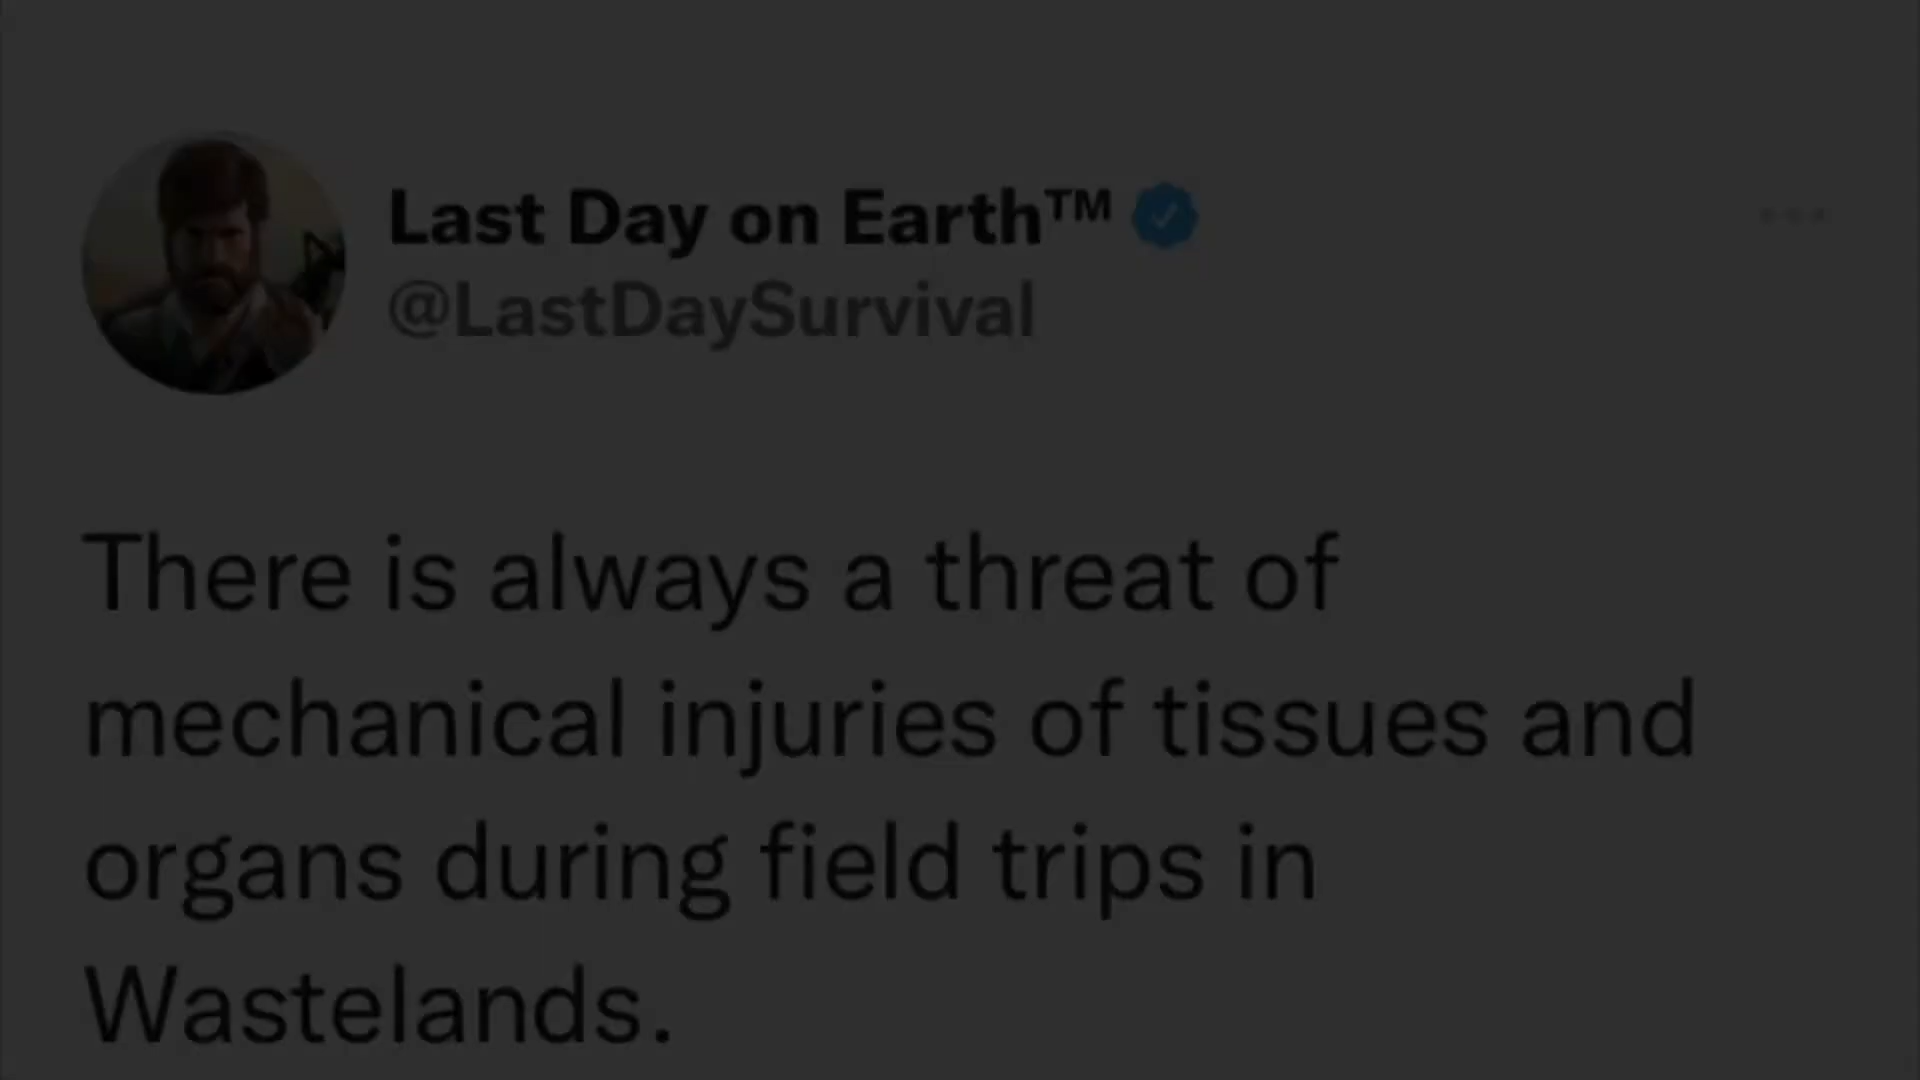 Last Day on Earth™
@LastDaySurvival
There is always a threat of
mechanical injuries of tissues and
organs during field trips in
Wastelands.